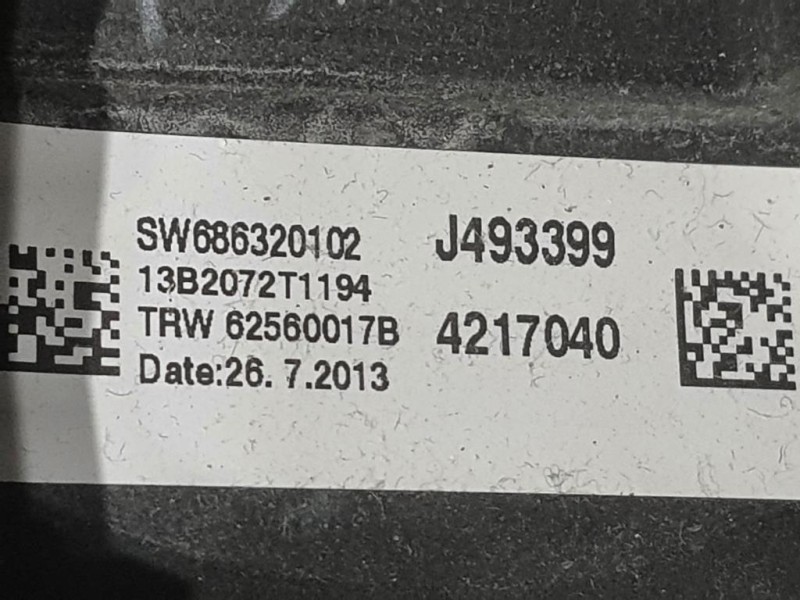 SW686320102
13B2072T1194
TRW 62560017B
Date:26. 7.2013
J493399
4217040